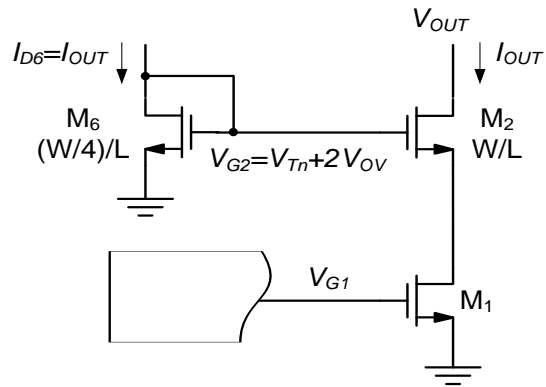 V_OUT
I_D6=I_OUT
I_OUT
M_6
(W/4)/L
M_2
W/L
V_G2=V_Tn+2V_OV
V_G1
M_1